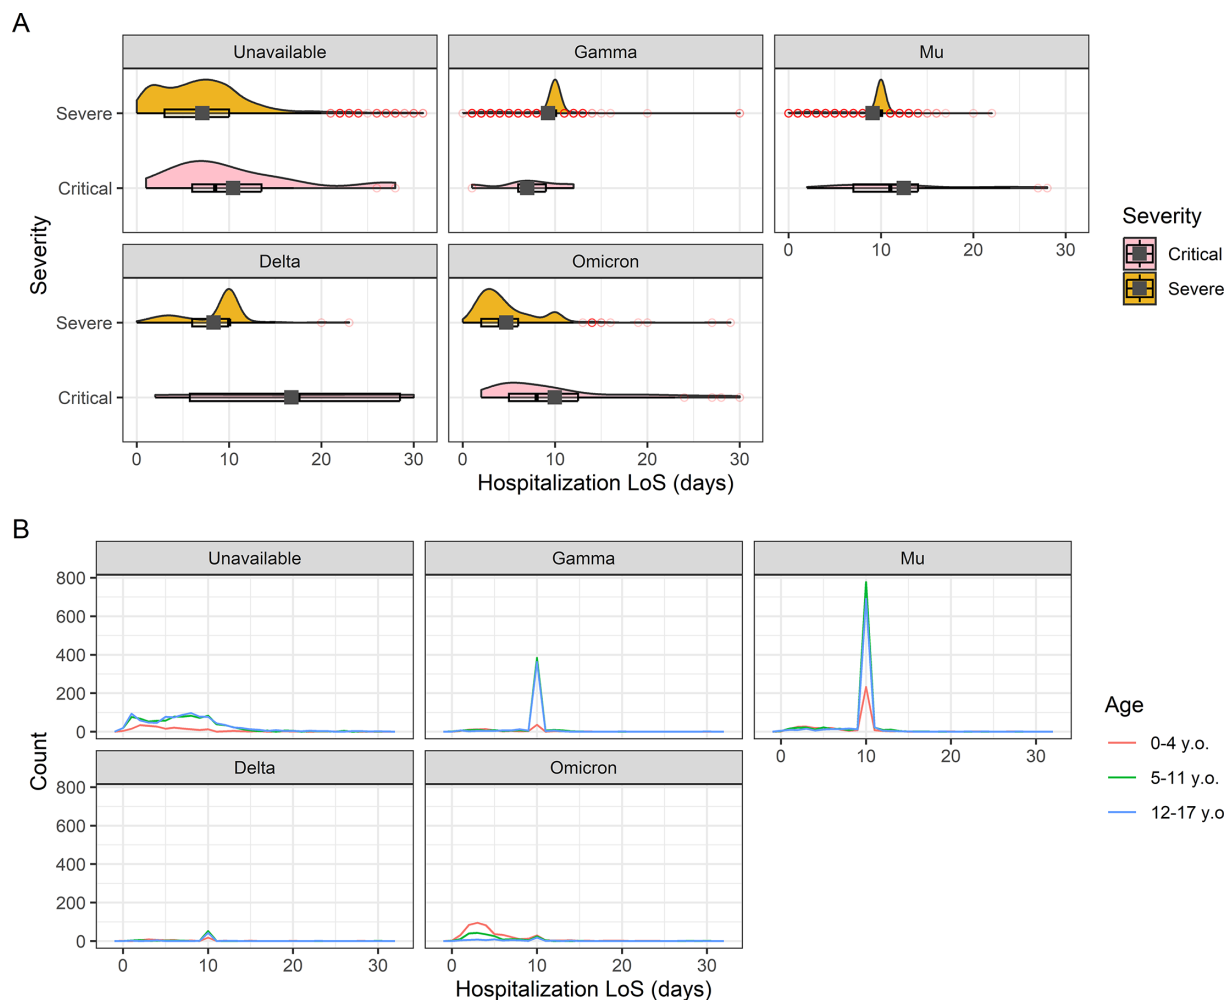 A
Unavailable Gamma Mu
Severe
Critical
0 10 20 30
Delta Omicron
Severe
Critical
0 10 20 30 0 10 20 30
Hospitalization LoS (days)
Severity
Severity
Critical
Severe
B
Unavailable Gamma Mu
800
600
400
200
0
0 10 20 30
Delta Omicron
800
600
400
200
0
0 10 20 30 0 10 20 30
Hospitalization LoS (days)
Count
Age
0-4 y.o.
5-11 y.o.
12-17 y.o